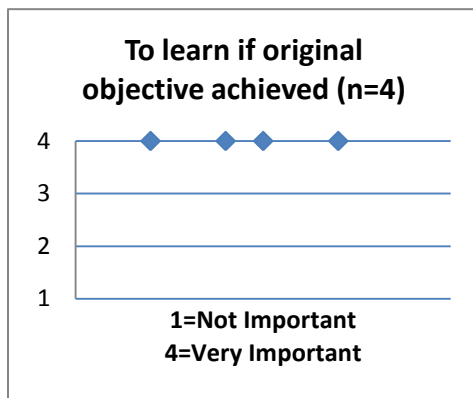 To learn if original
objective achieved (n=4)
4
3
2
1
1=Not Important
4=Very Important